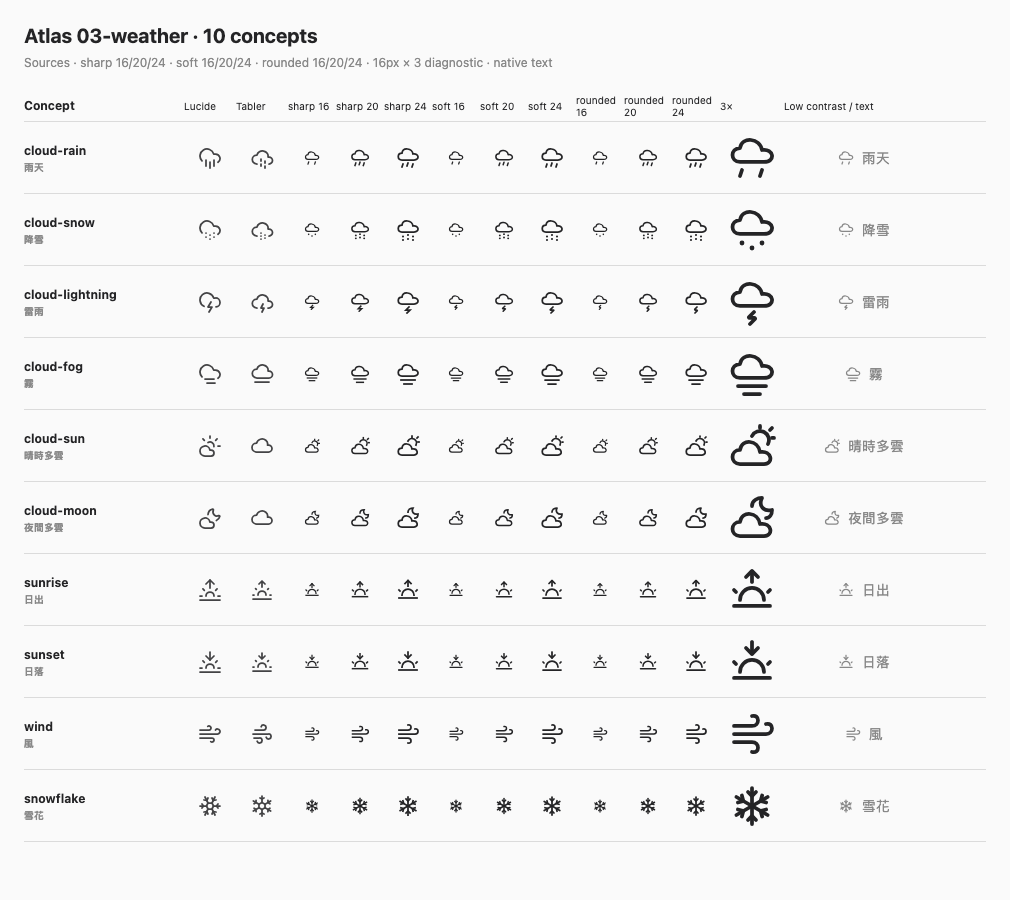 Atlas 03-weather · 10 concepts
Sources · sharp 16/20/24 · soft 16/20/24 · rounded 16/20/24 · 16px × 3 diagnostic · native text
Concept Lucide Tabler sharp 16 sharp 20 sharp 24 soft 16 soft 20 soft 24 rounded 16 rounded 20 rounded 24 3× Low contrast / text
cloud-rain
雨天 雨天
cloud-snow
降雪 降雪
cloud-lightning
雷雨 雷雨
cloud-fog
霧 霧
cloud-sun
晴時多雲 晴時多雲
cloud-moon
夜間多雲 夜間多雲
sunrise
日出 日出
sunset
日落 日落
wind
風 風
snowflake
雪花 雪花